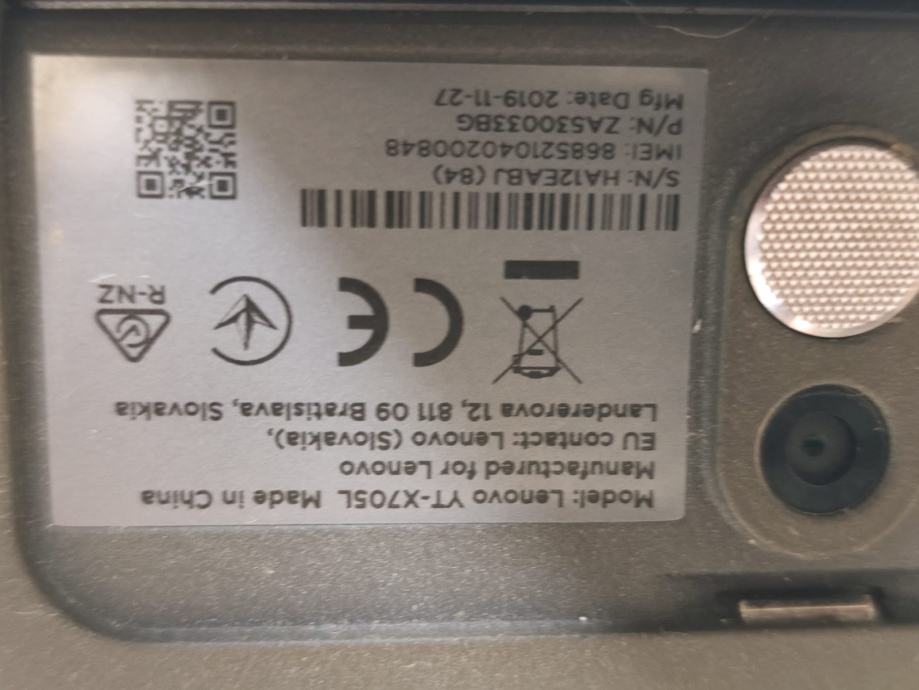 Model: Lenovo YT-X705L Made in China
Manufactured for Lenovo
EU contact: Lenovo (Slovakia),
Landererova 12, 811 09 Bratislava, Slovakia
CE
R-NZ
S/N: HA12EABJ (84)
IMEI: 868521040200848
P/N: ZA530033BG
Mfg Date: 2019-11-27